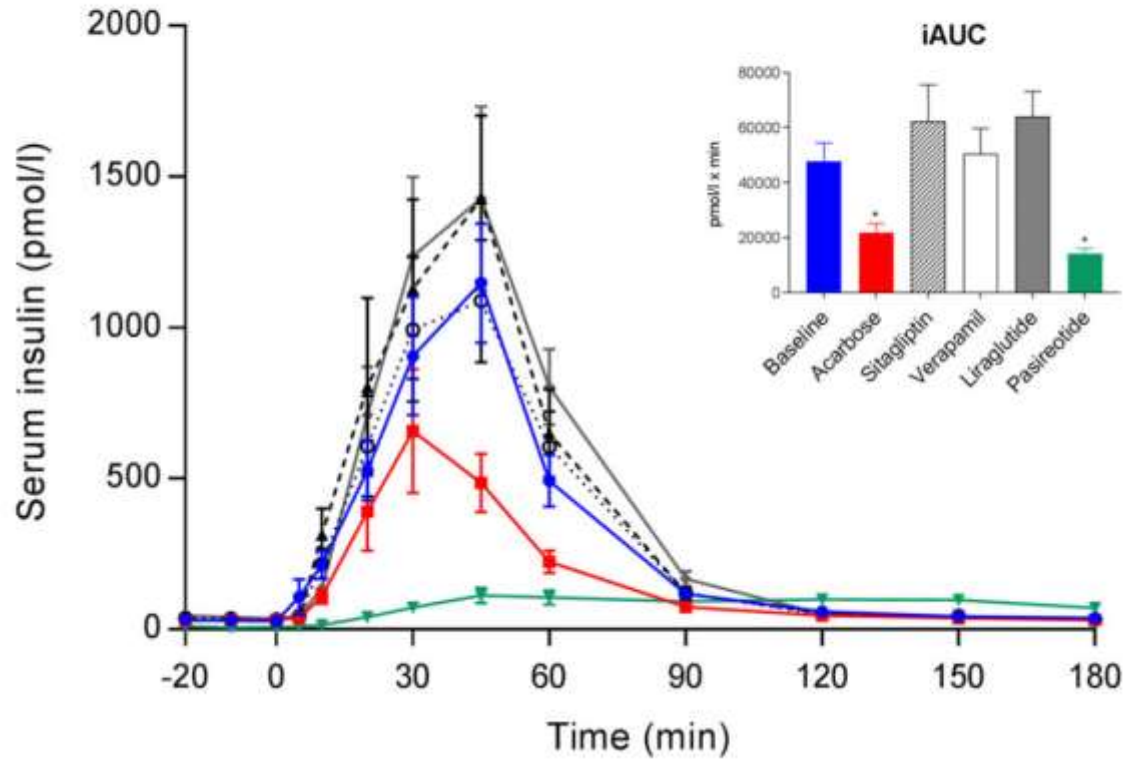 Serum insulin (pmol/l)
2000
1500
1000
500
0
-20 0 30 60 90 120 150 180
Time (min)
iAUC
pmol/l x min
80000
60000
40000
20000
0
* *
Baseline
Acarbose
Sitagliptin
Verapamil
Liraglutide
Pasireotide